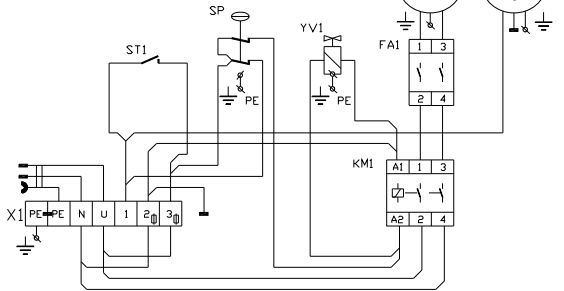 SP
YV1
ST1
FA1
1 3
PE
PE
2 4
KM1
A1 1 3
X1 PE PE N U 1 2 3
A2 2 4